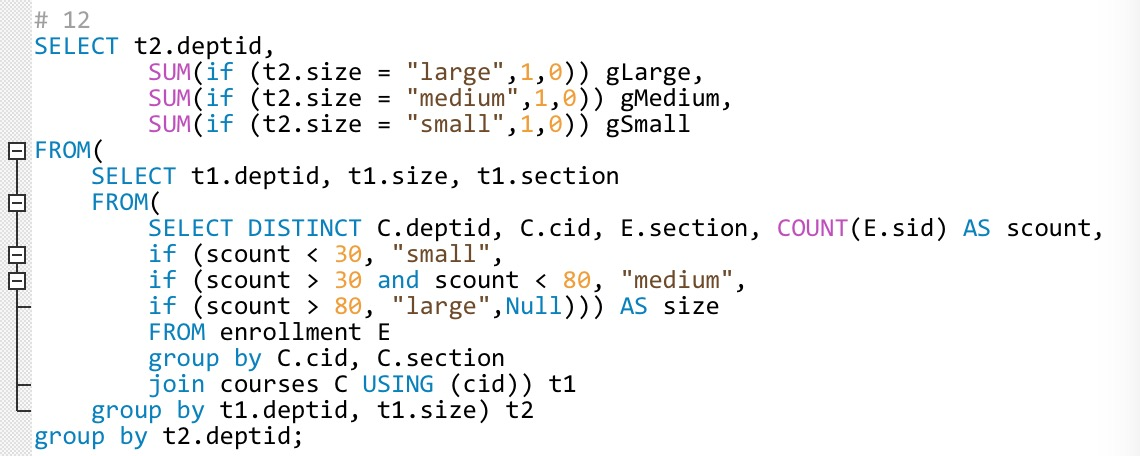 # 12
SELECT t2.deptid,
SUM(if (t2.size = "large",1,0)) gLarge,
SUM(if (t2.size = "medium",1,0)) gMedium,
SUM(if (t2.size = "small",1,0)) gSmall
FROM(
SELECT t1.deptid, t1.size, t1.section
FROM(
SELECT DISTINCT C.deptid, C.cid, E.section, COUNT(E.sid) AS scount,
if (scount < 30, "small",
if (scount > 30 and scount < 80, "medium",
if (scount > 80, "large",Null))) AS size
FROM enrollment E
group by C.cid, C.section
join courses C USING (cid)) t1
group by t1.deptid, t1.size) t2
group by t2.deptid;